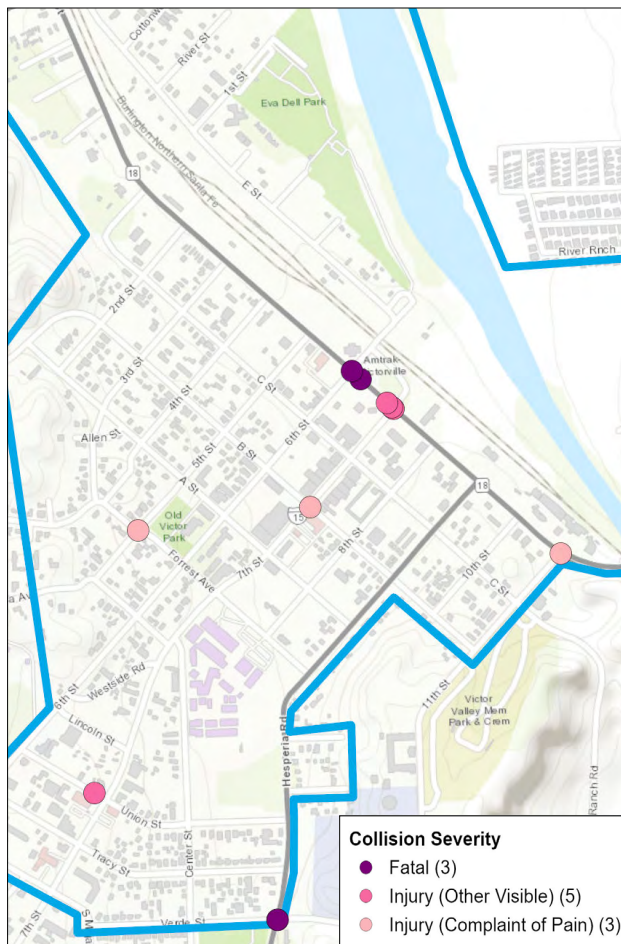 Cottonw
River St
1st St
Eva Dell Park
Burlington Northern Santa Fe
18
E St
River Rnch
2nd St
3rd St
Amtrak-
ctorville
C St
4th St
6th St
Allen St
5th St
B St
A St
18
Old
Victor
Park
15
8th St
7th St
10th St
Forrest Ave
C St
a Av
Westside Rd
6th St
11th St
Victor
Valley Mem
Park & Crem
Lincoln St
Hesperia Rd
Ranch Rd
Union St
Center St
Tracy St
7th St
S M
Verde St
Collision Severity
Fatal (3)
Injury (Other Visible) (5)
Injury (Complaint of Pain) (3)